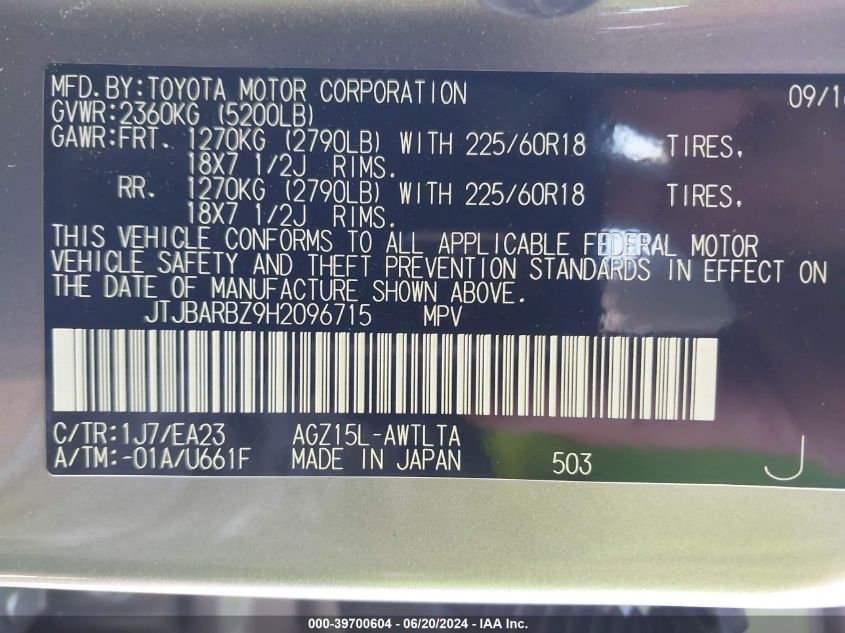 MFD.BY:TOYOTA MOTOR CORPORATION 09/16
GVWR:2360KG (5200LB)
GAWR:FRT. 1270KG (2790LB) WITH 225/60R18 TIRES.
18X7 1/2J RIMS.
RR. 1270KG (2790LB) WITH 225/60R18 TIRES.
18X7 1/2J RIMS.
THIS VEHICLE CONFORMS TO ALL APPLICABLE FEDERAL MOTOR
VEHICLE SAFETY AND THEFT PREVENTION STANDARDS IN EFFECT ON
THE DATE OF MANUFACTURE SHOWN ABOVE.
JTJBARBZ9H2096715 MPV
C/TR:1J7/EA23 AGZ15L-AWTLTA
A/TM:-01A/U661F MADE IN JAPAN 503 J
000-39700604 - 06/20/2024 - IAA Inc.